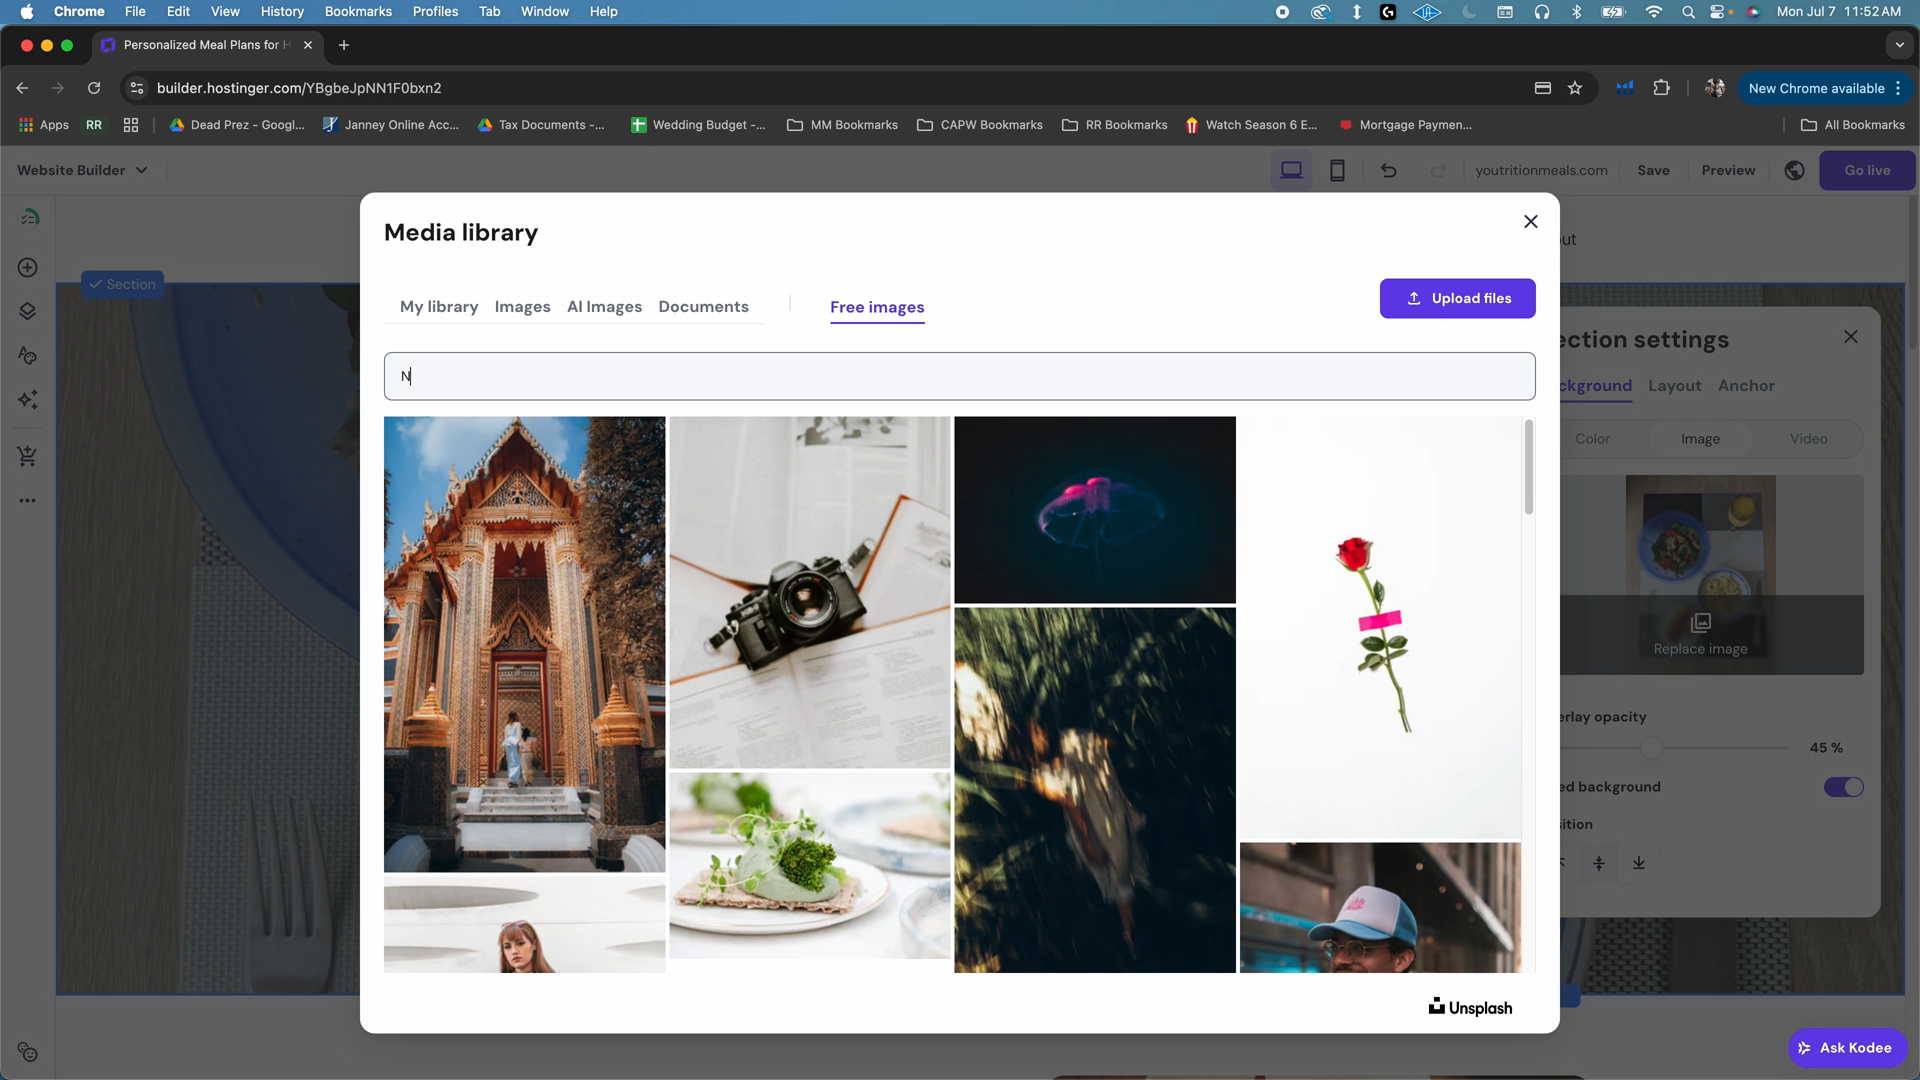 Chrome File Edit View History Bookmarks Profiles Tab Window Help Mon Jul 7 11:52 AM
Personalized Meal Plans for H
builder.hostinger.com/YBgbeJpNN1F0bxn2 New Chrome available
Apps RR Dead Prez - Googl... Janney Online Acc... Tax Documents -... Wedding Budget -... MM Bookmarks CAPW Bookmarks RR Bookmarks Watch Season 6 E... Mortgage Paymen... All Bookmarks
Website Builder youtritionmeals.com Save Preview Go live
Media library
ut
Section
My library Images AI Images Documents Free images Upload files
ection settings
ckground Layout Anchor
N
Color Image Video
Replace image
erlay opacity
45 %
ed background
ition
Unsplash
Ask Kodee